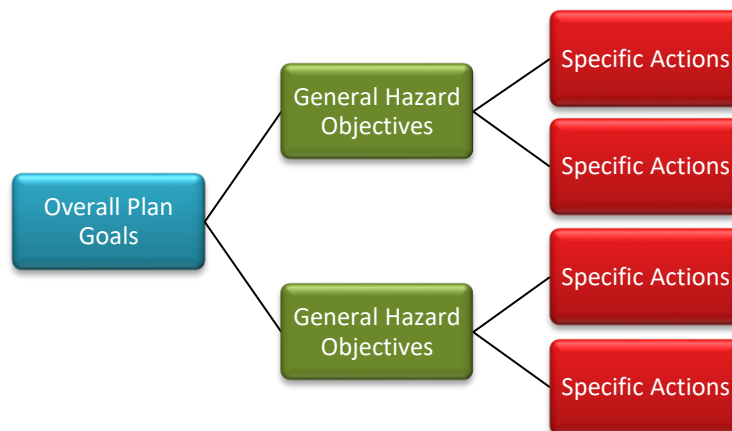 Overall Plan
Goals
General Hazard
Objectives
Specific Actions
Specific Actions
General Hazard
Objectives
Specific Actions
Specific Actions